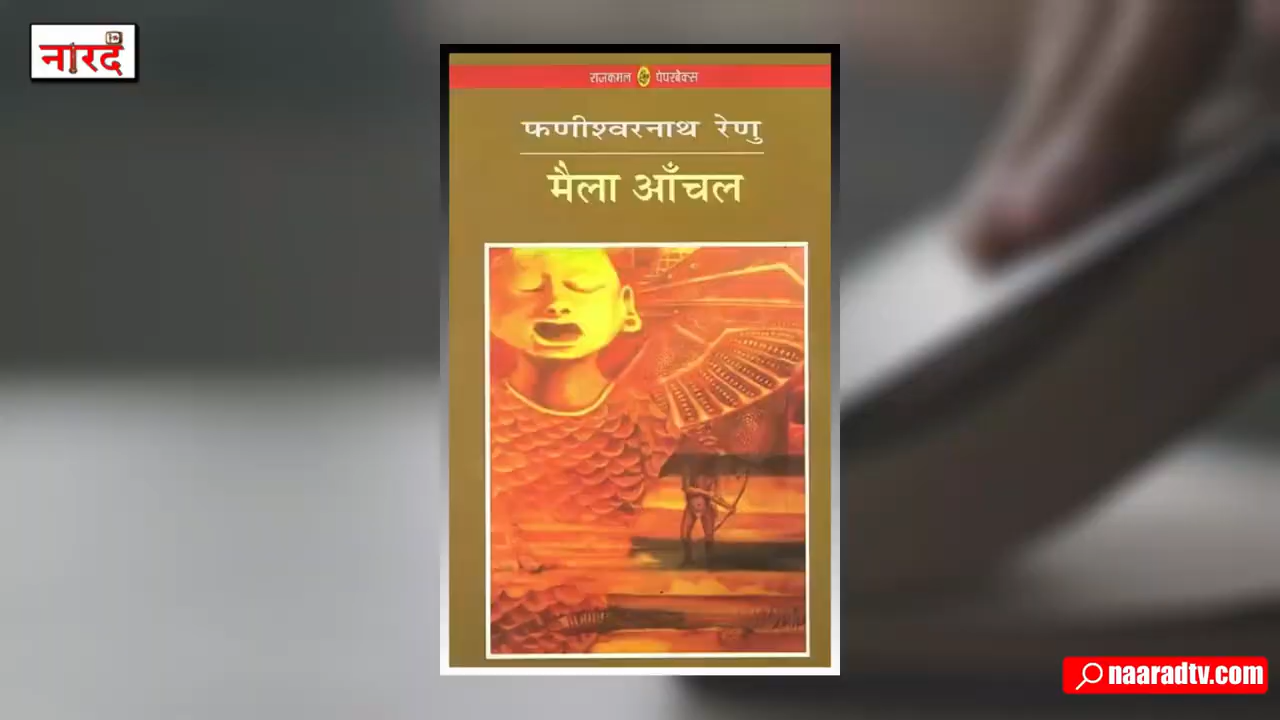 नारद
राजकमल पेपरबैक्स
फणीश्वरनाथ रेणु
मैला आँचल
naaradtv.com